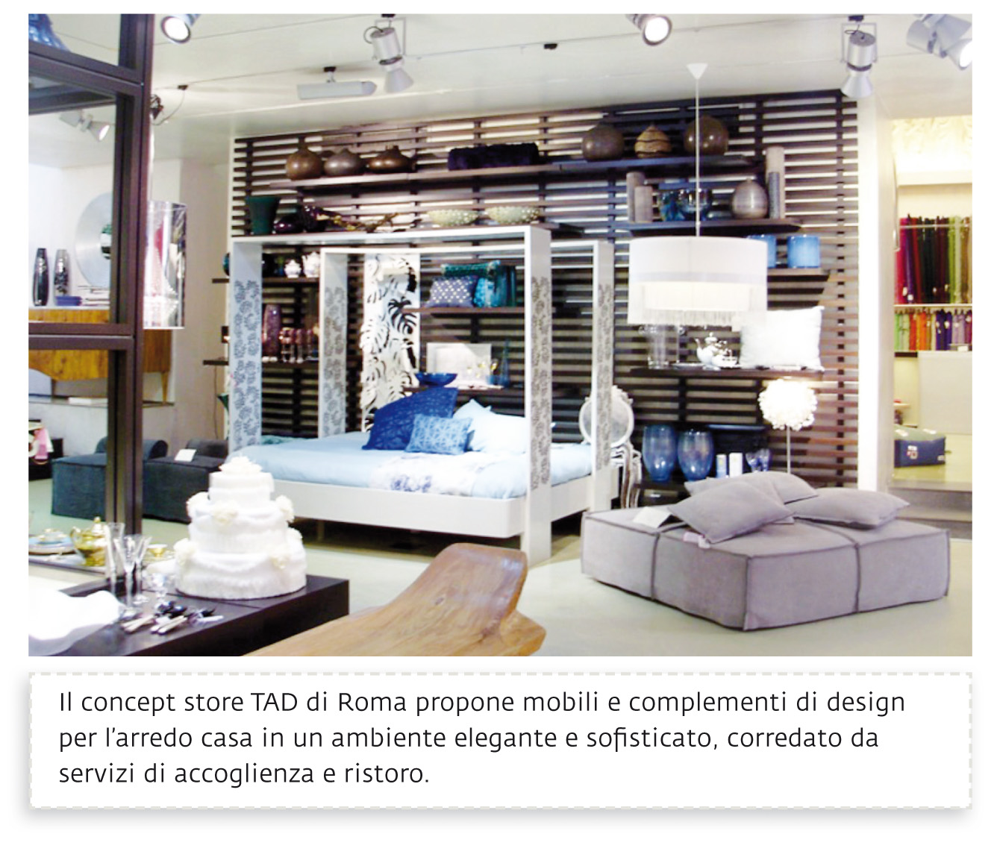 Il concept store TAD di Roma propone mobili e complementi di design
per l'arredo casa in un ambiente elegante e sofisticato, corredato da
servizi di accoglienza e ristoro.